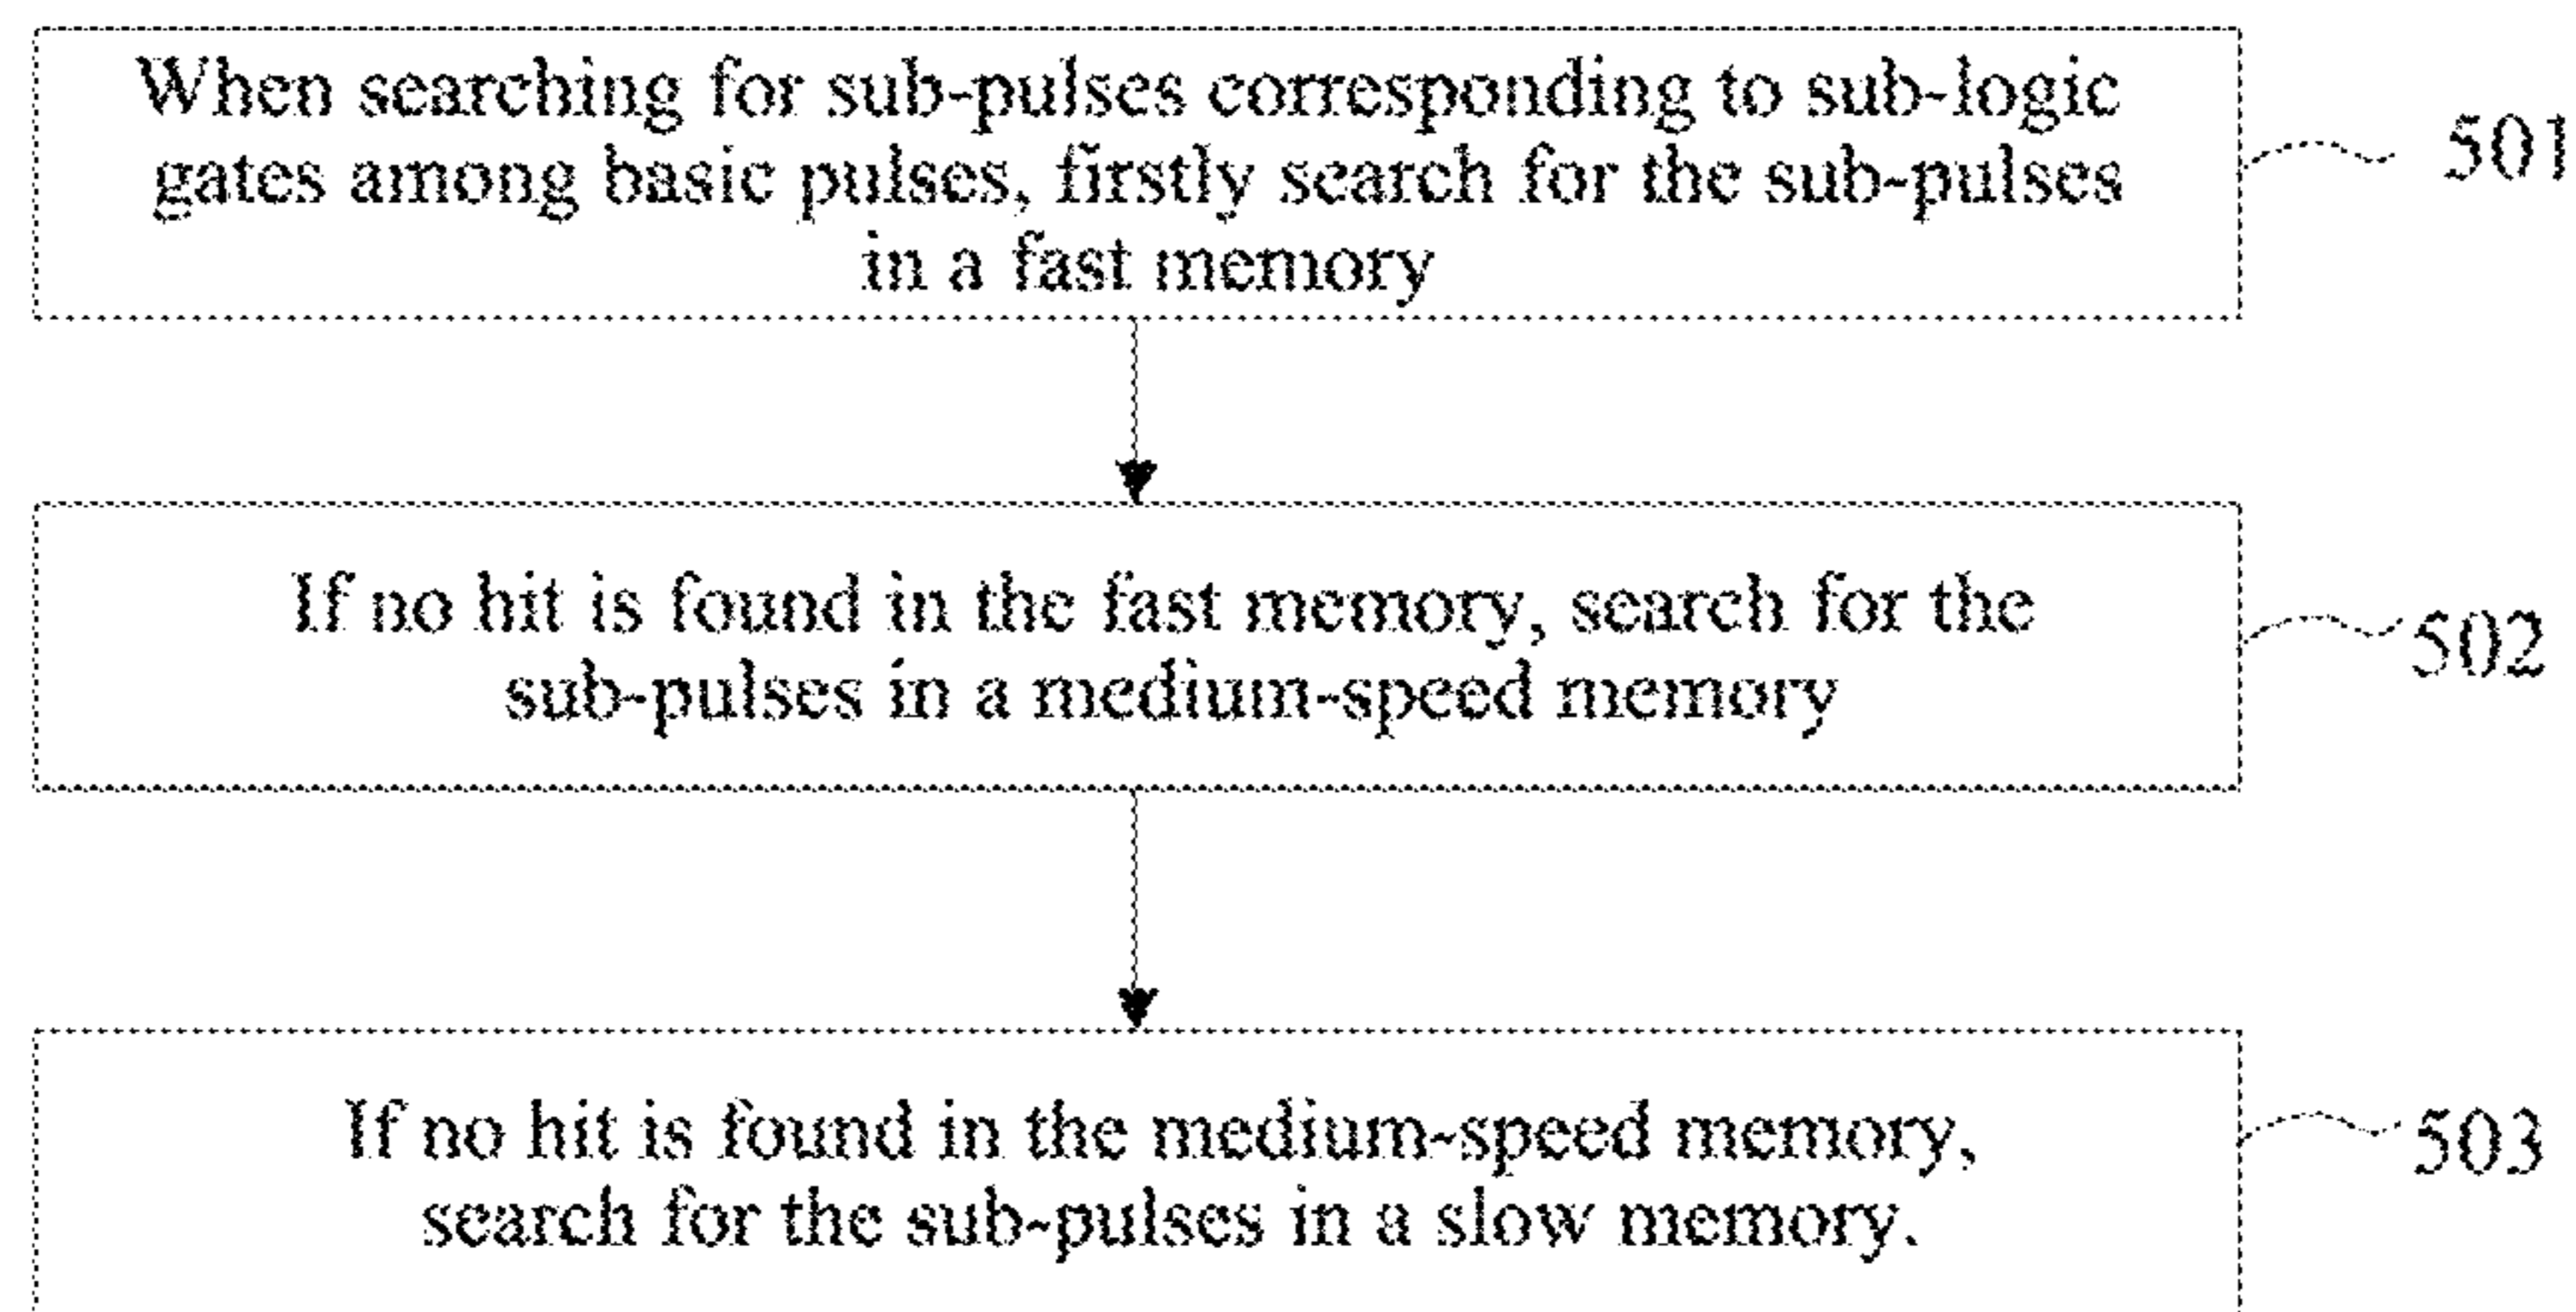 When searching for sub-pulses corresponding to sub-logic
gates among basic pulses, firstly search for the sub-pulses
in a fast memory
501
If no hit is found in the fast memory, search for the
sub-pulses in a medium-speed memory
502
If no hit is found in the medium-speed memory,
search for the sub-pulses in a slow memory.
503